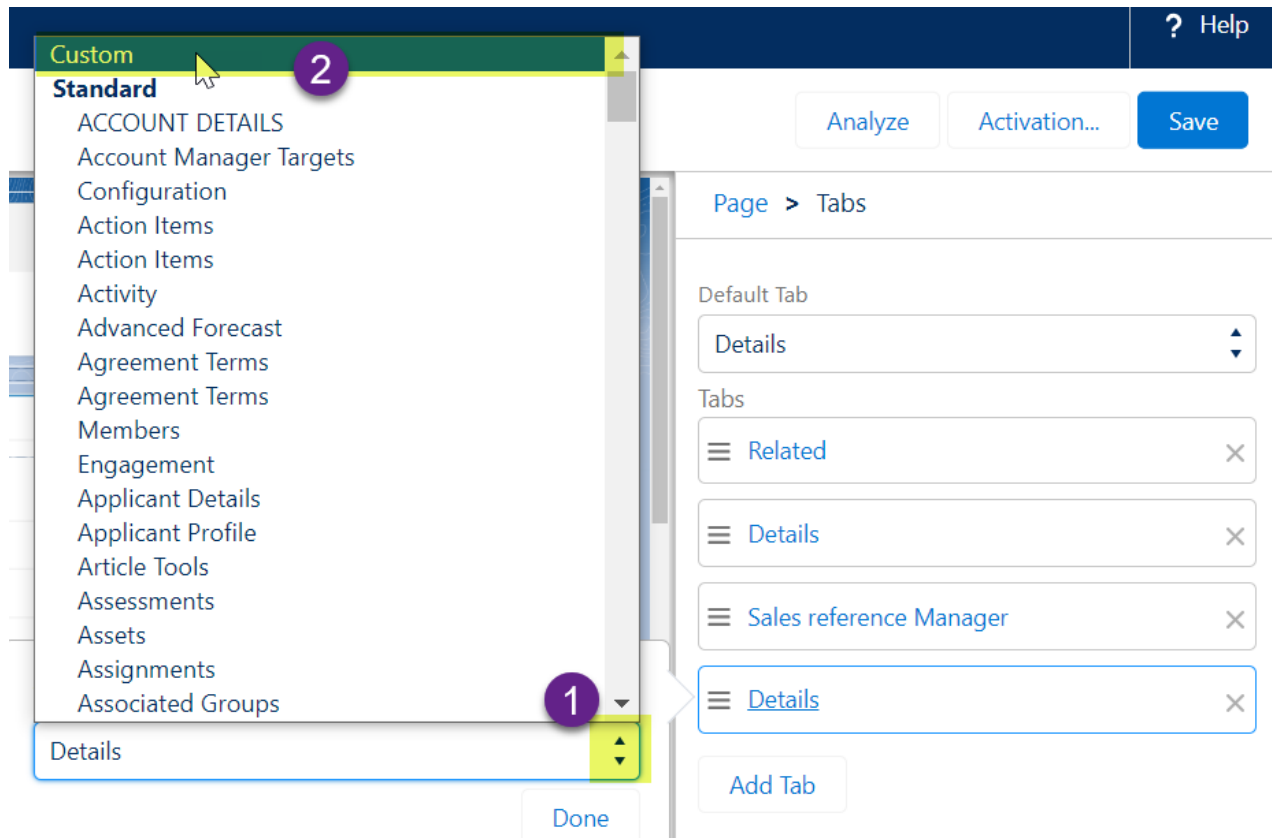 ? Help
Custom
2
Standard
ACCOUNT DETAILS
Account Manager Targets
Configuration
Action Items
Action Items
Activity
Advanced Forecast
Agreement Terms
Agreement Terms
Members
Engagement
Applicant Details
Applicant Profile
Article Tools
Assessments
Assets
Assignments
Associated Groups
1
Details
Done
Analyze
Activation...
Save
Page > Tabs
Default Tab
Details
Tabs
Related
Details
Sales reference Manager
Details
Add Tab